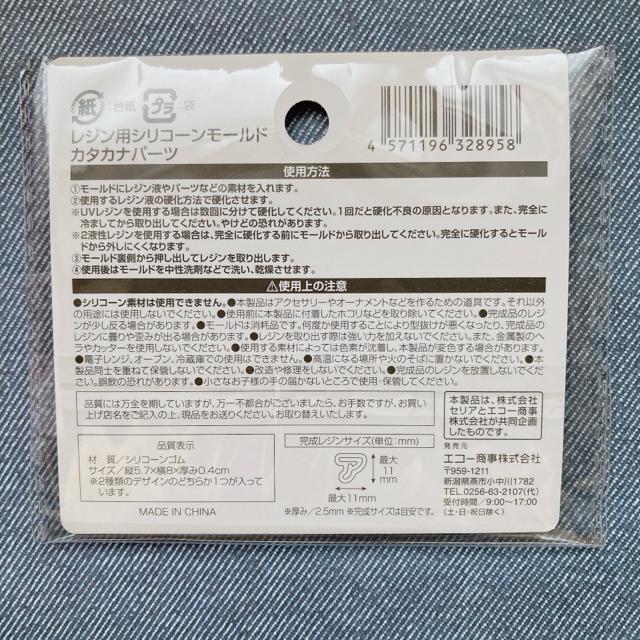 紙 :台紙 プラ :袋
レジン用シリコーンモールド
カタカナパーツ
4 571196 328958
使用方法
①モールドにレジン液やパーツなどの素材を入れます。
②使用するレジン液の硬化方法で硬化させます。
※UVレジンを使用する場合は数回に分けて硬化してください。1回だと硬化不良の原因となります。また、完全に
冷ましてから取り出してください。やけどの恐れがあります。
※2液性レジンを使用する場合は、完全に硬化する前にモールドから取り出してください。完全に硬化するとモール
ドから外しにくくなります。
③モールド裏側から押し出してレジンを取り出します。
④使用後はモールドを中性洗剤などで洗い、乾燥させます。
⚠使用上の注意
●シリコーン素材は使用できません。●本製品はアクセサリーやオーナメントなどを作るための道具です。それ以外
の用途には使用しないでください。●使用前に本製品に付着したホコリなどを取り除いてください。●完成品のレジ
ンが少し反る場合があります。●モールドは消耗品です。何度か使用することにより型抜けが悪くなったり、完成品の
レジンに曇りや歪みが出る場合があります。●レジンを取り出す際は強い力を加えないでください。また、金属製のヘ
ラやカッターを使用しないでください。●使用する素材によっては色素が沈着し、本製品が変色する場合があります。
●電子レンジ、オーブン、冷蔵庫での使用はできません。●高温になる場所や火のそばに置かないでください。●本
製品同士を重ねて保管しないでください。●改造や修理をしないでください。●完成品のレジンを放置しないでくだ
さい。誤飲の恐れがあります。●小さなお子様の手の届かないところで使用・保管してください。
品質には万全を期していますが、万一不都合がございましたら、お手数ですが、お買い
上げ店名をご記入の上、現品をお送りください。お取り替えいたします。
本製品は、株式会社
セリアとエコー商事
株式会社が共同企画
したものです。
品質表示
材 質／シリコーンゴム
サイズ／縦5.7×横8×厚み0.4cm
※2種類のデザインのどちらか1つが入って
います。
MADE IN CHINA
完成レジンサイズ(単位:mm)
ア
最大
11
mm
最大11mm
※厚み／2.5mm ※完成サイズは目安です。
発売元
エコー商事株式会社
〒959-1211
新潟県燕市小中川1782
TEL.0256-63-2107(代)
受付時間／9:00~17:00
(土・日・祝日除く)